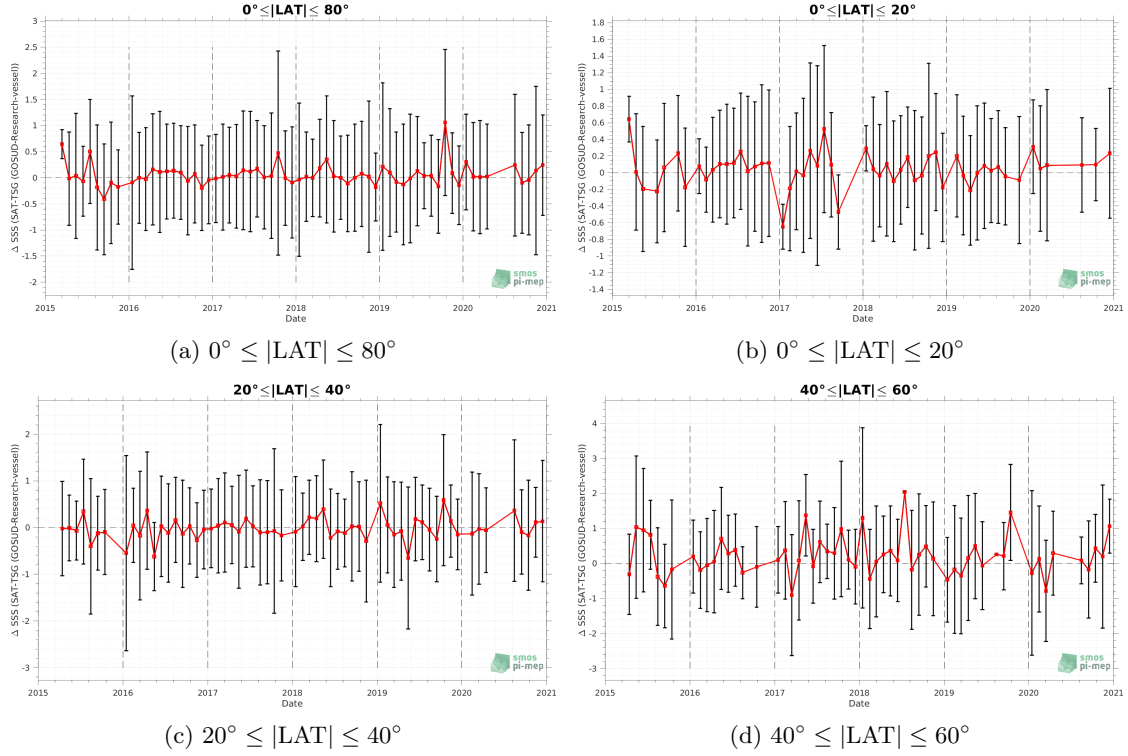 0°≤|LAT|≤ 80°
Δ SSS (SAT-TSG (GOSUD-Research-vessel))
3
2.5
2
1.5
1
0.5
0
-0.5
-1
-1.5
-2
2015 2016 2017 2018 2019 2020 2021
Date
smos
pi-mep
(a) 0° ≤ |LAT| ≤ 80°
0°≤|LAT|≤ 20°
Δ SSS (SAT-TSG (GOSUD-Research-vessel))
1.8
1.6
1.4
1.2
1
0.8
0.6
0.4
0.2
0
-0.2
-0.4
-0.6
-0.8
-1
-1.2
-1.4
2015 2016 2017 2018 2019 2020 2021
Date
smos
pi-mep
(b) 0° ≤ |LAT| ≤ 20°
20°≤|LAT|≤ 40°
Δ SSS (SAT-TSG (GOSUD-Research-vessel))
2
1
0
-1
-2
-3
2015 2016 2017 2018 2019 2020 2021
Date
smos
pi-mep
(c) 20° ≤ |LAT| ≤ 40°
40°≤|LAT|≤ 60°
Δ SSS (SAT-TSG (GOSUD-Research-vessel))
4
3
2
1
0
-1
-2
-3
2015 2016 2017 2018 2019 2020 2021
Date
smos
pi-mep
(d) 40° ≤ |LAT| ≤ 60°